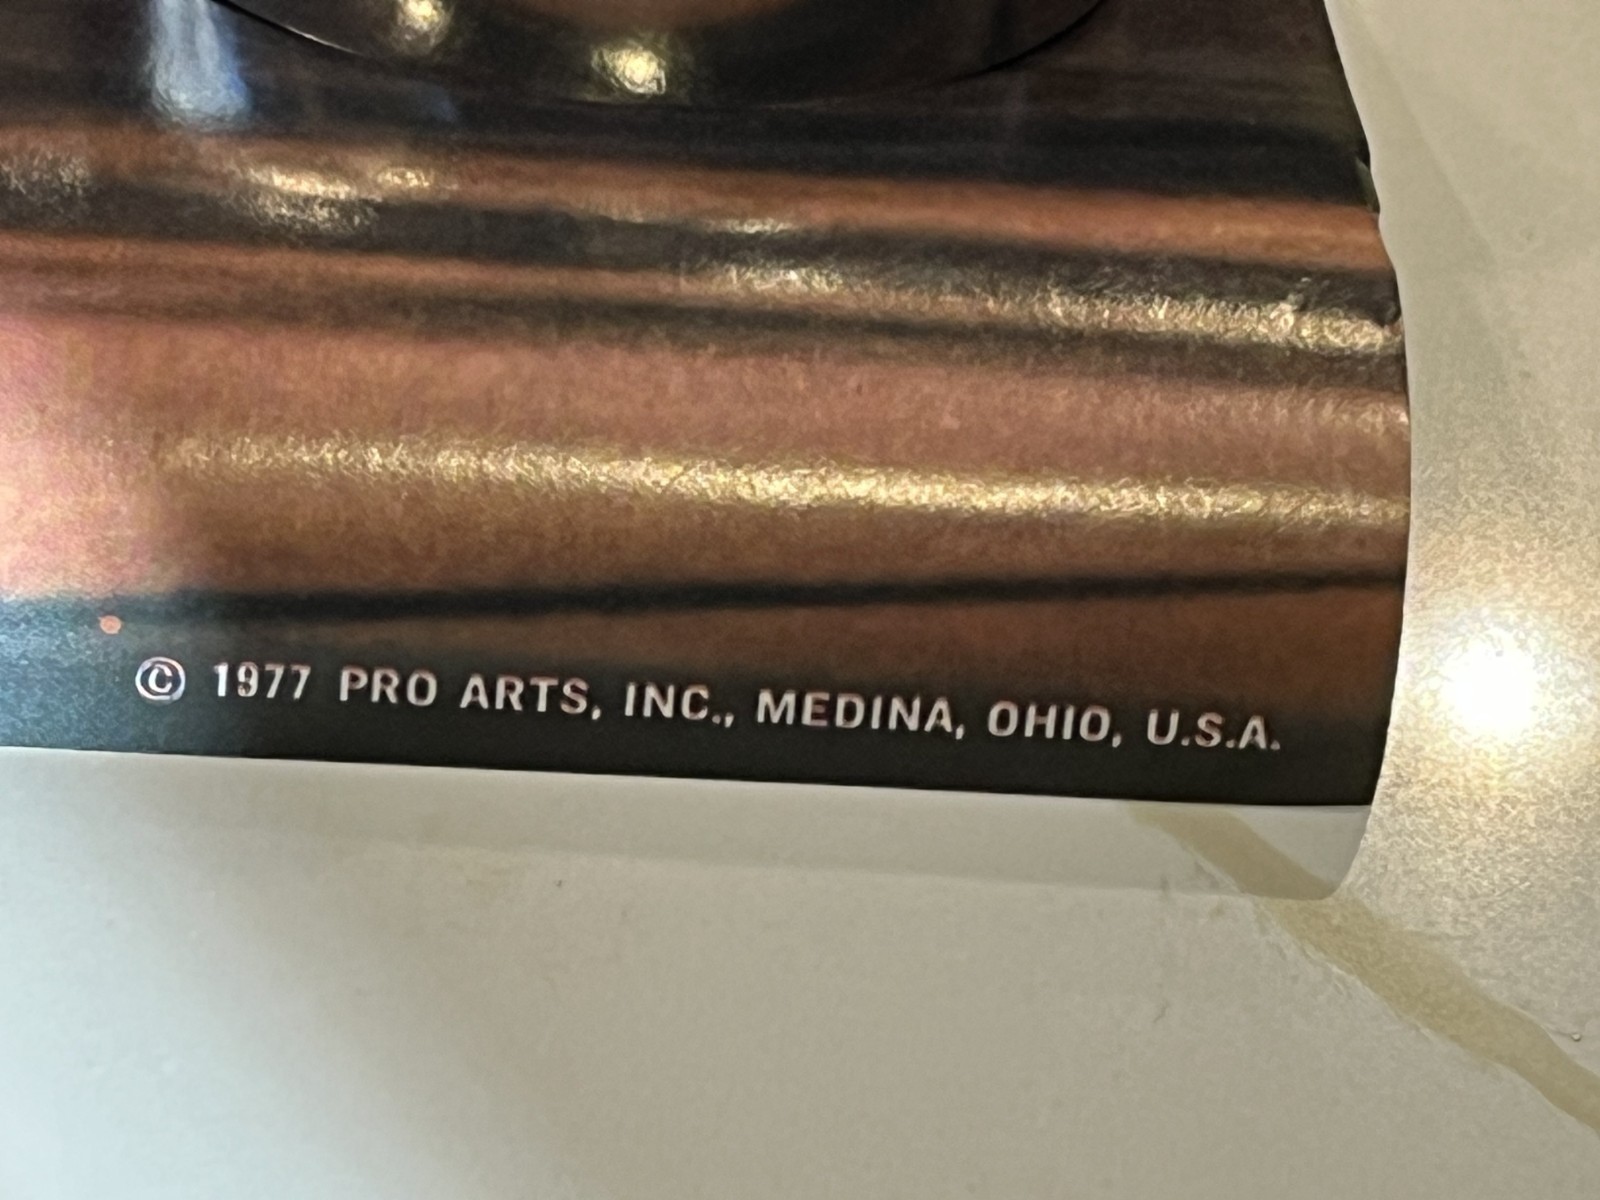 © 1977 PRO ARTS, INC., MEDINA, OHIO, U.S.A.